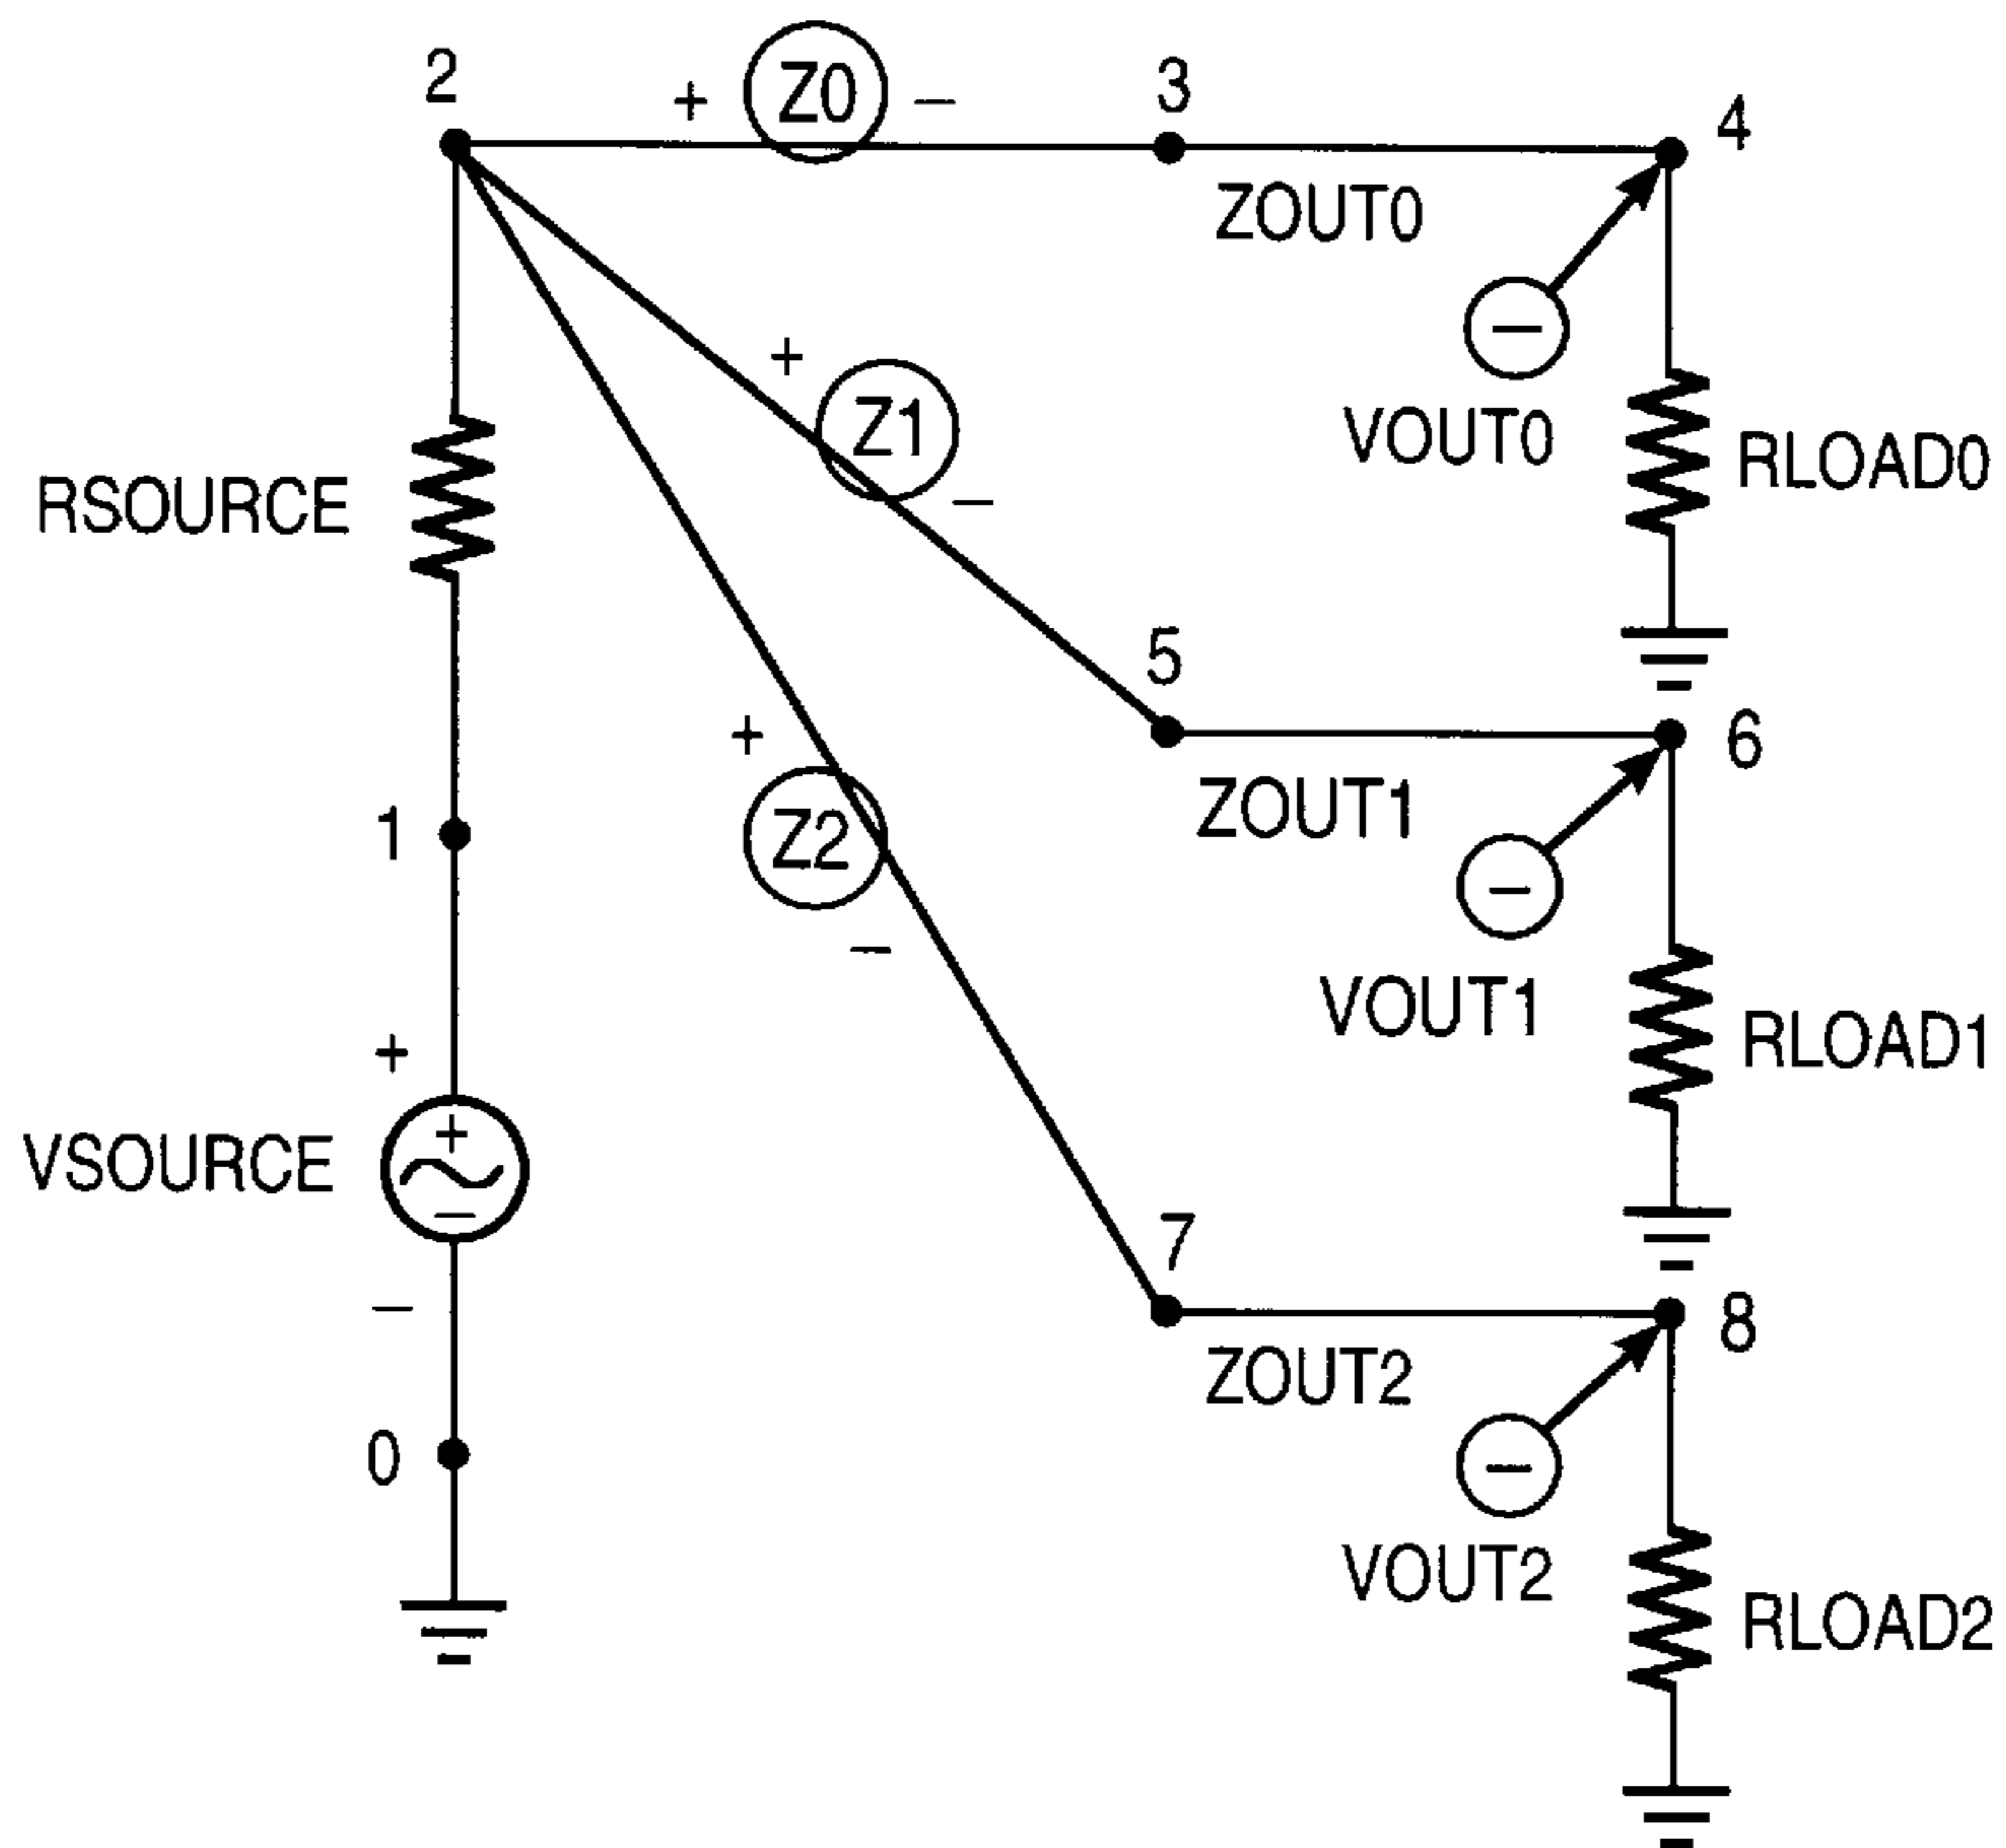 2
+ Z0 −
3
4
ZOUT0
−
VOUT0
RLOAD0
+ Z1 −
RSOURCE
5
6
ZOUT1
−
VOUT1
RLOAD1
+ Z2 −
1
+
VSOURCE
+
−
−
0
7
8
ZOUT2
−
VOUT2
RLOAD2